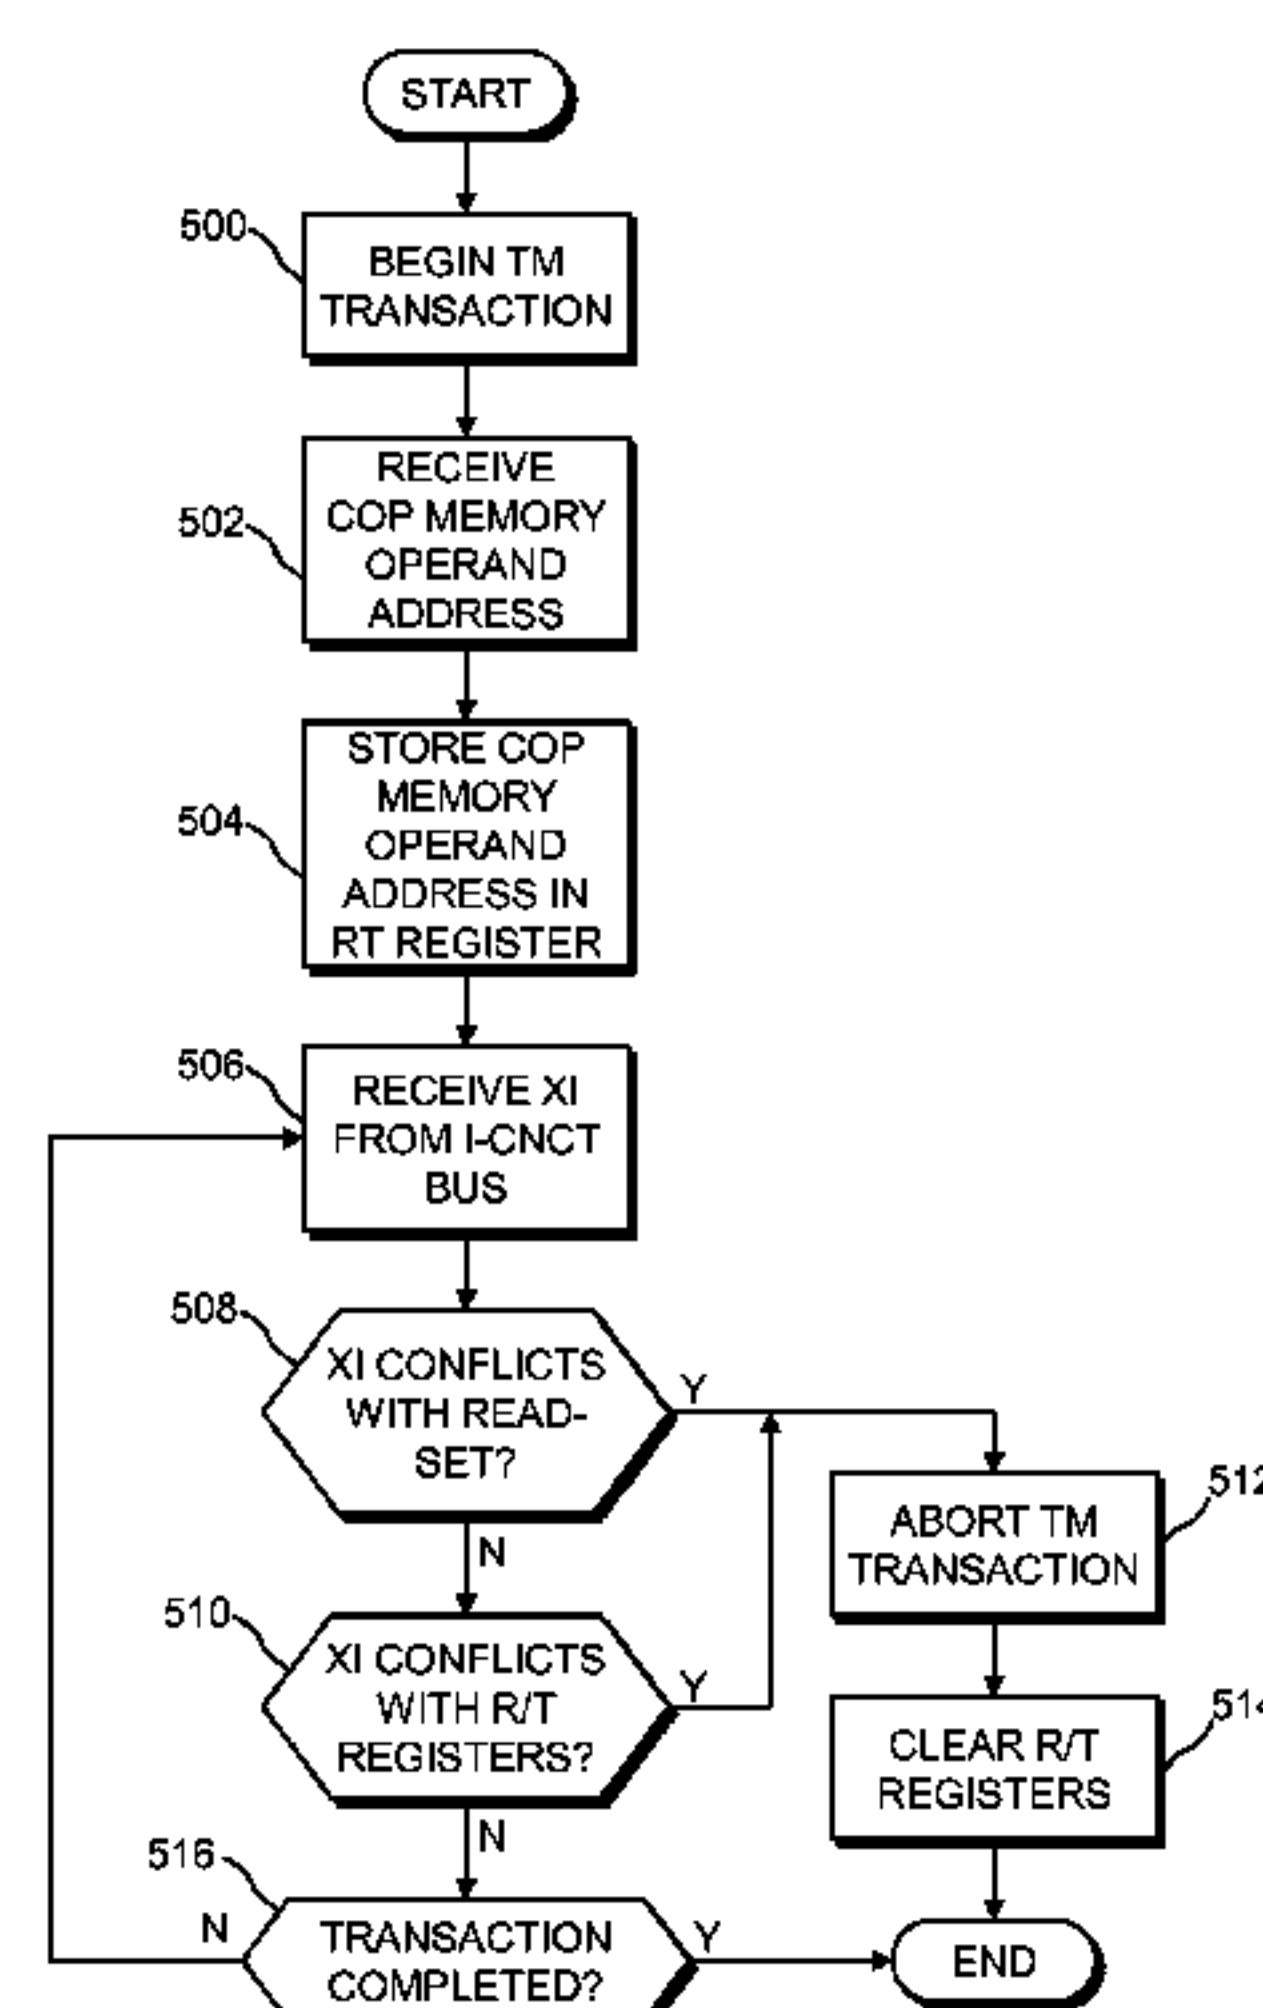 START
500
BEGIN TM
TRANSACTION
502
RECEIVE
COP MEMORY
OPERAND
ADDRESS
504
STORE COP
MEMORY
OPERAND
ADDRESS IN
RT REGISTER
506
RECEIVE XI
FROM I-CNCT
BUS
508
XI CONFLICTS
WITH READ-
SET?
Y
N
512
ABORT TM
TRANSACTION
510
XI CONFLICTS
WITH R/T
REGISTERS?
Y
N
514
CLEAR R/T
REGISTERS
516
N
TRANSACTION
COMPLETED?
Y
END